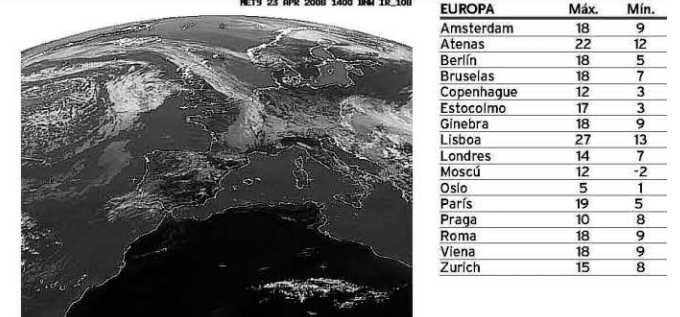 MET9 23 APR 2008 1400 IR_108
EUROPA Máx. Mín.
Amsterdam 18 9
Atenas 22 12
Berlín 18 5
Bruselas 18 7
Copenhague 12 3
Estocolmo 17 3
Ginebra 18 9
Lisboa 27 13
Londres 14 7
Moscú 12 -2
Oslo 5 1
París 19 5
Praga 10 8
Roma 18 9
Viena 18 9
Zurich 15 8